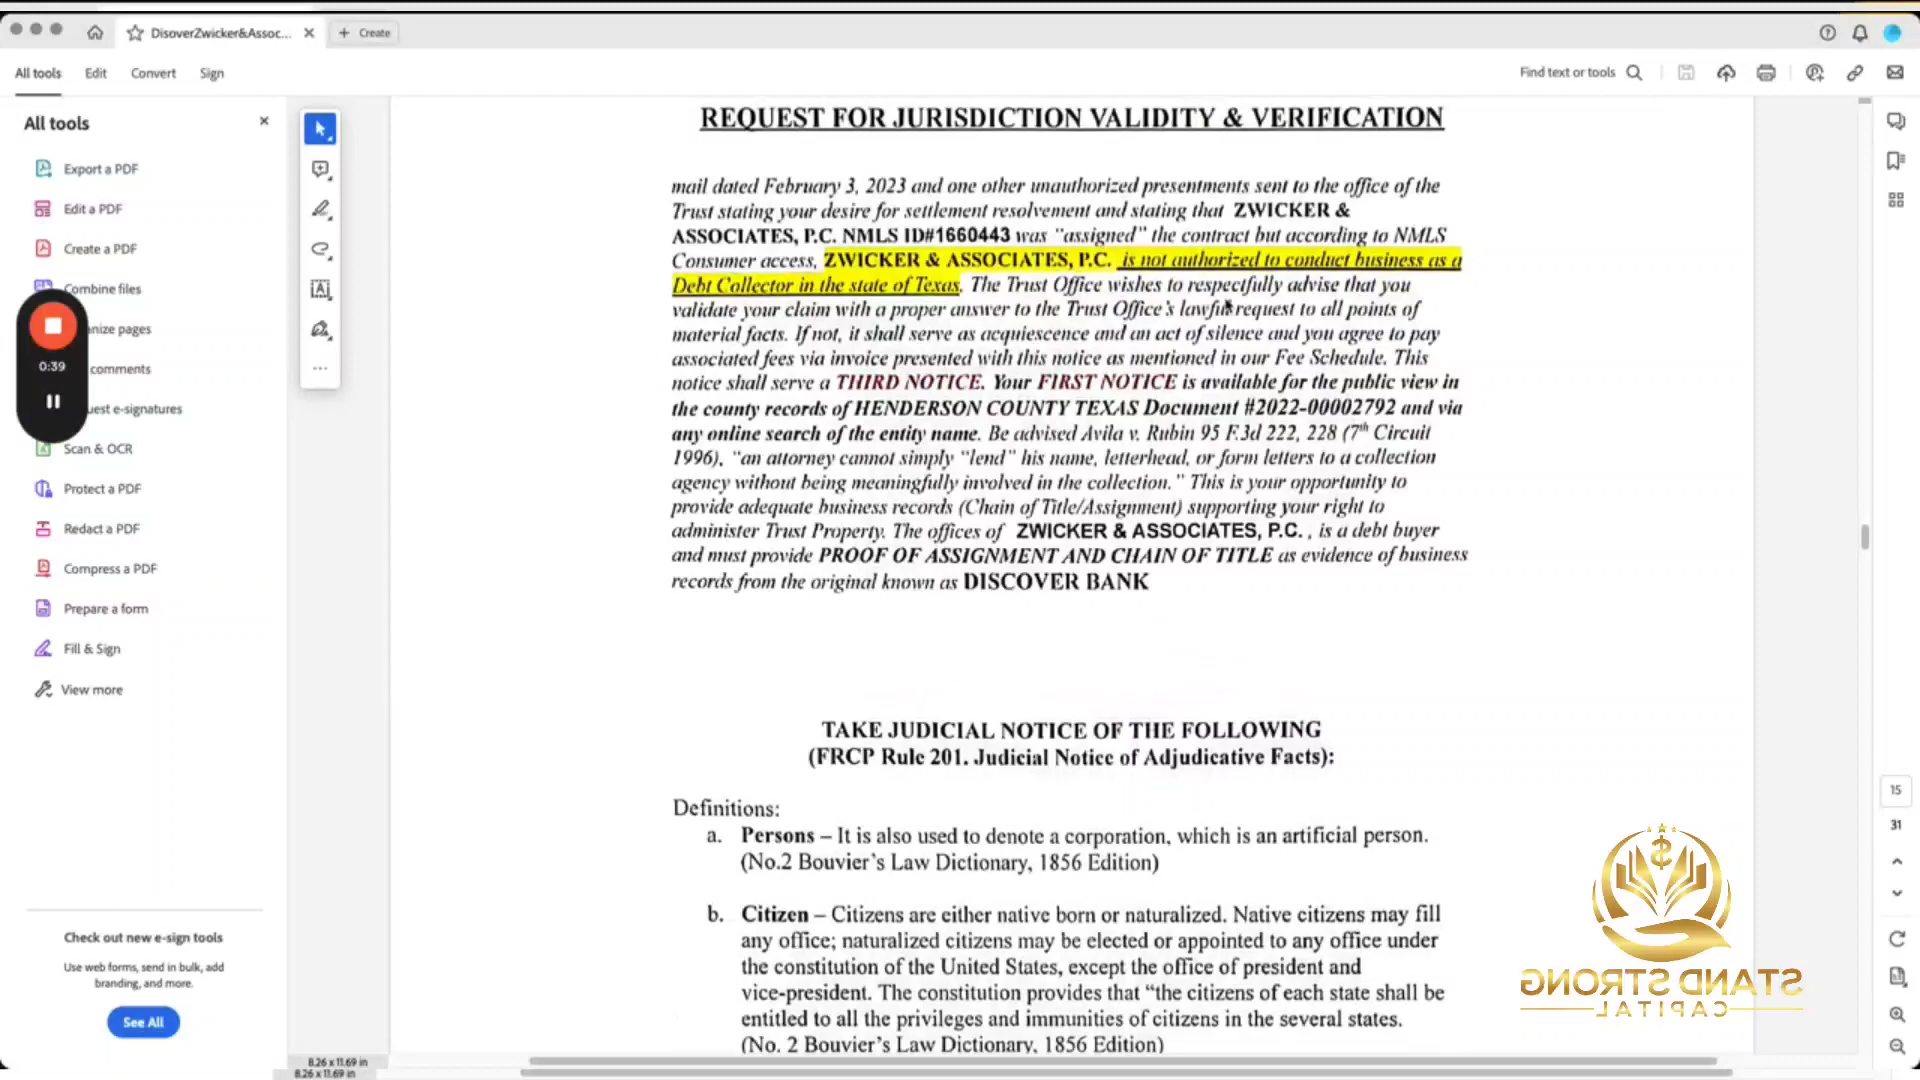 DisoverZwicker&Assoc...
Create
All tools
Edit
Convert
Sign
Find text or tools
All tools
Export a PDF
Edit a PDF
Create a PDF
Combine files
nize pages
comments
uest e-signatures
Scan & OCR
Protect a PDF
Redact a PDF
Compress a PDF
Prepare a form
Fill & Sign
View more
0:39
Check out new e-sign tools
Use web forms, send in bulk, add
branding, and more.
See All
REQUEST FOR JURISDICTION VALIDITY & VERIFICATION
mail dated February 3, 2023 and one other unauthorized presentments sent to the office of the
Trust stating your desire for settlement resolvement and stating that ZWICKER &
ASSOCIATES, P.C. NMLS ID#1660443 was "assigned" the contract but according to NMLS
Consumer access, ZWICKER & ASSOCIATES, P.C. is not authorized to conduct business as a
Debt Collector in the state of Texas. The Trust Office wishes to respectfully advise that you
validate your claim with a proper answer to the Trust Office's lawful request to all points of
material facts. If not, it shall serve as acquiescence and an act of silence and you agree to pay
associated fees via invoice presented with this notice as mentioned in our Fee Schedule. This
notice shall serve a THIRD NOTICE. Your FIRST NOTICE is available for the public view in
the county records of HENDERSON COUNTY TEXAS Document #2022-00002792 and via
any online search of the entity name. Be advised Avila v. Rubin 95 F.3d 222, 228 (7th Circuit
1996), "an attorney cannot simply "lend" his name, letterhead, or form letters to a collection
agency without being meaningfully involved in the collection." This is your opportunity to
provide adequate business records (Chain of Title/Assignment) supporting your right to
administer Trust Property. The offices of ZWICKER & ASSOCIATES, P.C. , is a debt buyer
and must provide PROOF OF ASSIGNMENT AND CHAIN OF TITLE as evidence of business
records from the original known as DISCOVER BANK
TAKE JUDICIAL NOTICE OF THE FOLLOWING
(FRCP Rule 201. Judicial Notice of Adjudicative Facts):
Definitions:
a. Persons – It is also used to denote a corporation, which is an artificial person.
(No.2 Bouvier's Law Dictionary, 1856 Edition)
b. Citizen – Citizens are either native born or naturalized. Native citizens may fill
any office; naturalized citizens may be elected or appointed to any office under
the constitution of the United States, except the office of president and
vice-president. The constitution provides that "the citizens of each state shall be
entitled to all the privileges and immunities of citizens in the several states.
(No. 2 Bouvier's Law Dictionary, 1856 Edition)
15
31
STAND STRONG
CAPITAL
8.26 x 11.69 in
8.26 x 11.69 in